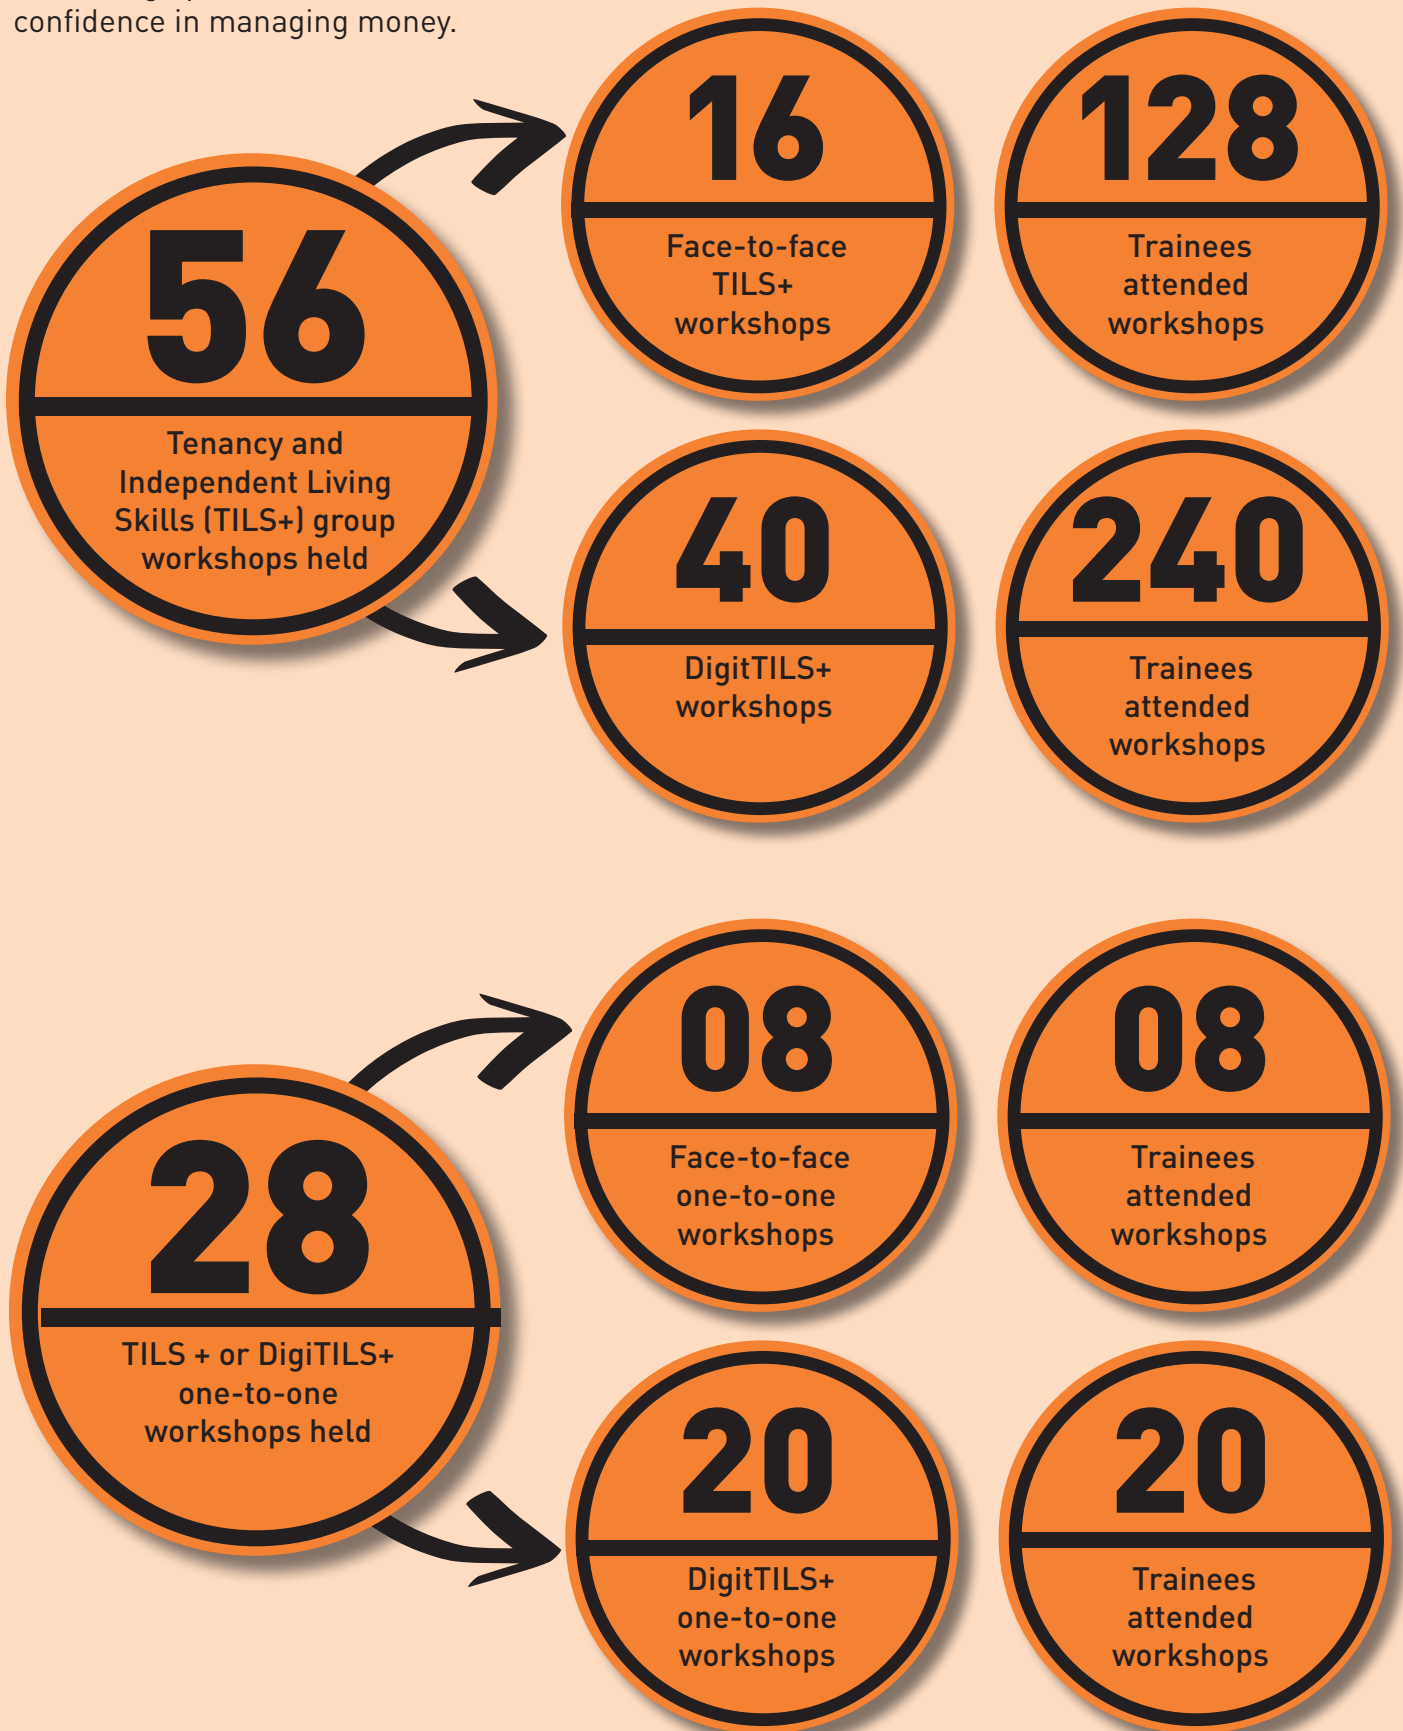 confidence in managing money.
56
Tenancy and
Independent Living
Skills (TILS+) group
workshops held
16
Face-to-face
TILS+
workshops
128
Trainees
attended
workshops
40
DigitTILS+
workshops
240
Trainees
attended
workshops
28
TILS + or DigiTILS+
one-to-one
workshops held
08
Face-to-face
one-to-one
workshops
08
Trainees
attended
workshops
20
DigitTILS+
one-to-one
workshops
20
Trainees
attended
workshops